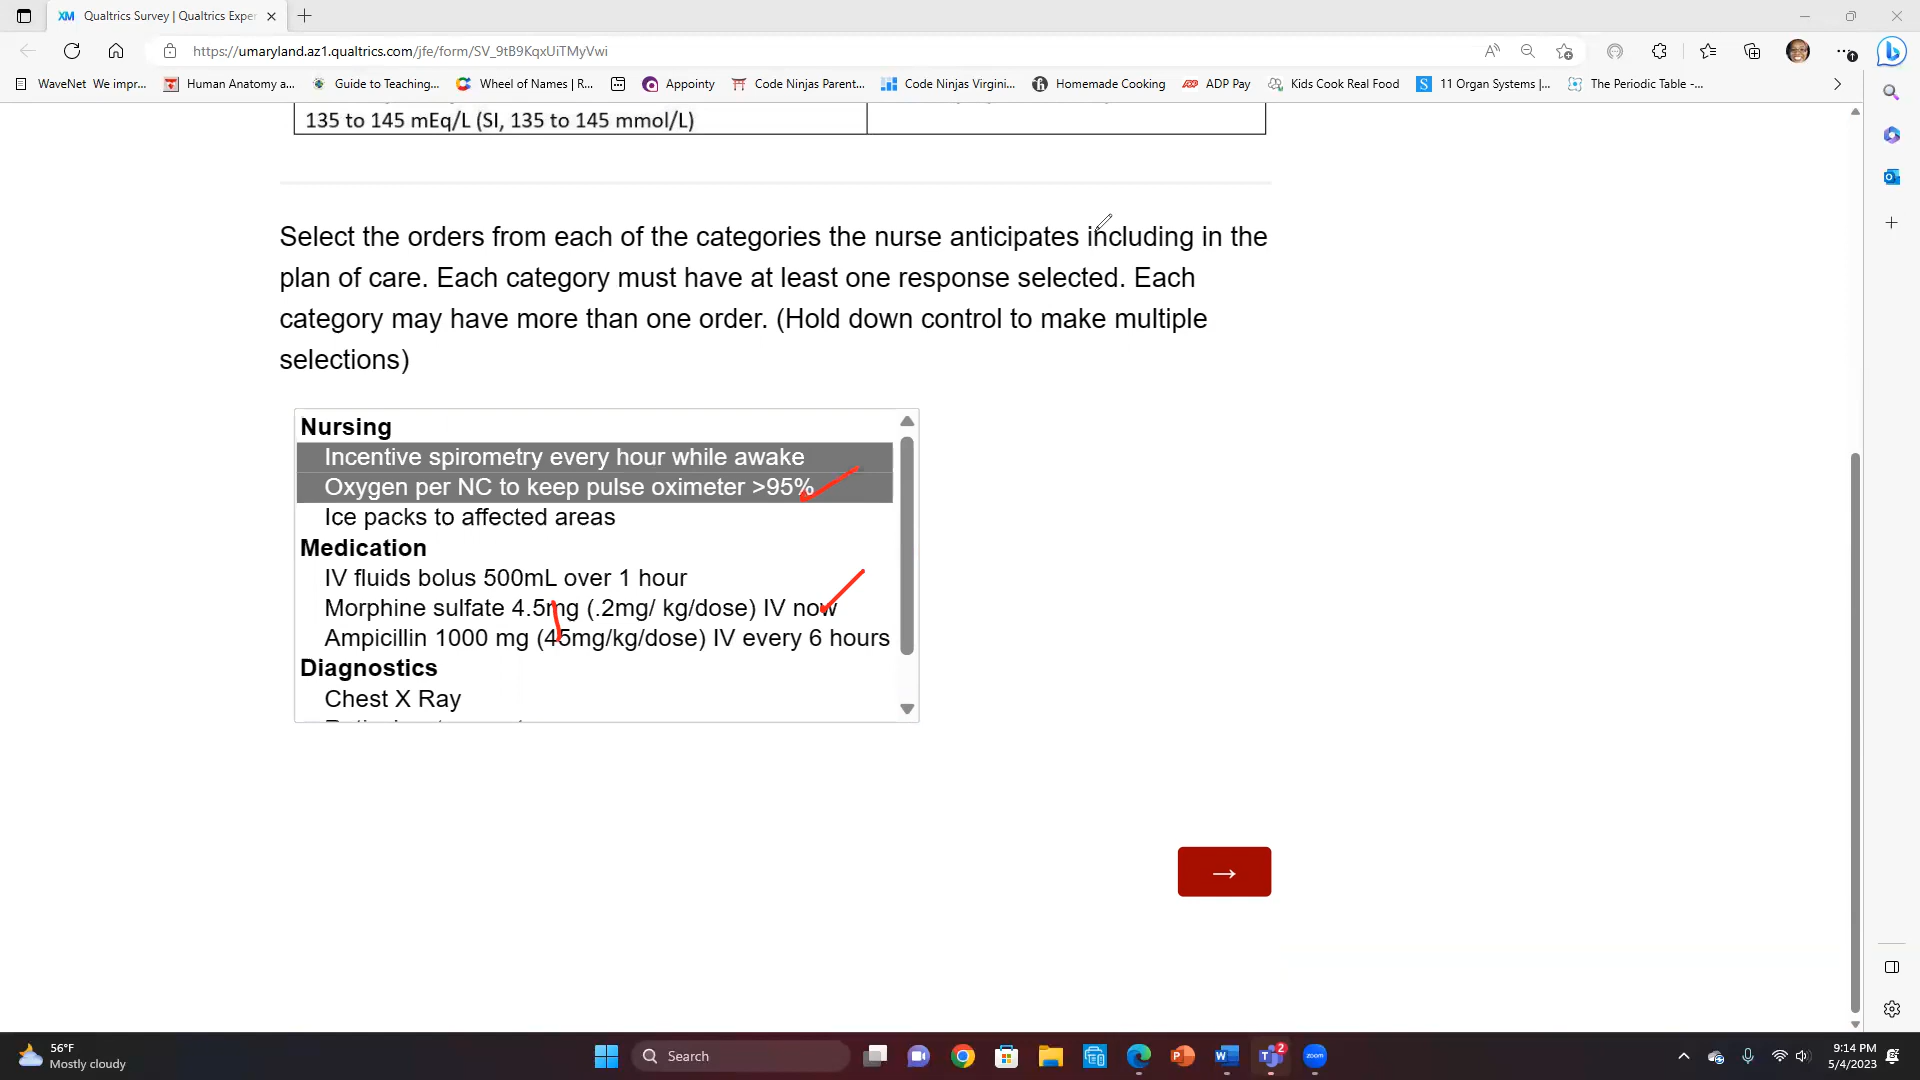 Qualtrics Survey | Qualtrics Exper
https://umaryland.az1.qualtrics.com/jfe/form/SV_9tB9KqxUiTMyVwi
WaveNet We impr... Human Anatomy a... Guide to Teaching... Wheel of Names | R... Appointy Code Ninjas Parent... Code Ninjas Virgini... Homemade Cooking ADP Pay Kids Cook Real Food 11 Organ Systems |... The Periodic Table -...
135 to 145 mEq/L (SI, 135 to 145 mmol/L)
Select the orders from each of the categories the nurse anticipates including in the
plan of care. Each category must have at least one response selected. Each
category may have more than one order. (Hold down control to make multiple
selections)
Nursing
Incentive spirometry every hour while awake
Oxygen per NC to keep pulse oximeter >95%
Ice packs to affected areas
Medication
IV fluids bolus 500mL over 1 hour
Morphine sulfate 4.5mg (.2mg/ kg/dose) IV now
Ampicillin 1000 mg (45mg/kg/dose) IV every 6 hours
Diagnostics
Chest X Ray
→
56°F
Mostly cloudy
Search
2
zoom
9:14 PM
5/4/2023